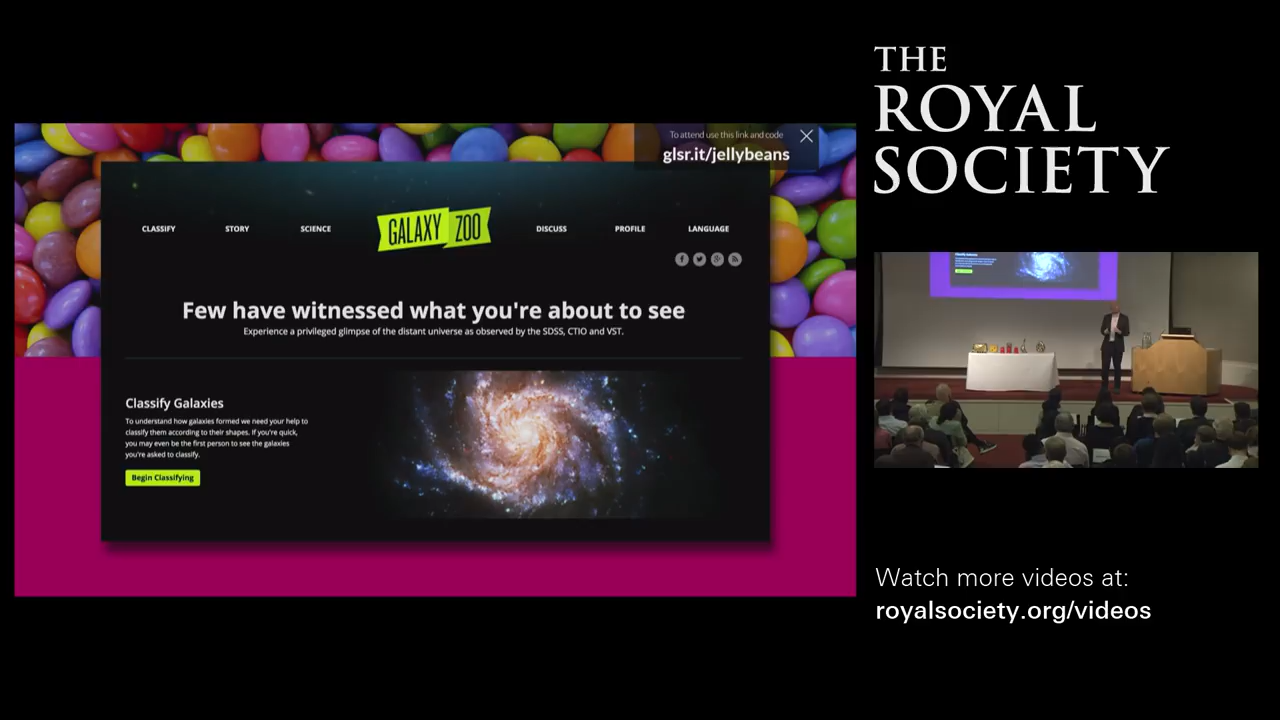 To attend use this link and code
glsr.it/jellybeans
CLASSIFY STORY SCIENCE GALAXY ZOO DISCUSS PROFILE LANGUAGE
Few have witnessed what you're about to see
Experience a privileged glimpse of the distant universe as observed by the SDSS, CTIO and VST.
Classify Galaxies
To understand how galaxies formed we need your help to
classify them according to their shapes. If you're quick,
you may even be the first person to see the galaxies
you're asked to classify.
Begin Classifying
THE
ROYAL
SOCIETY
Watch more videos at:
royalsociety.org/videos